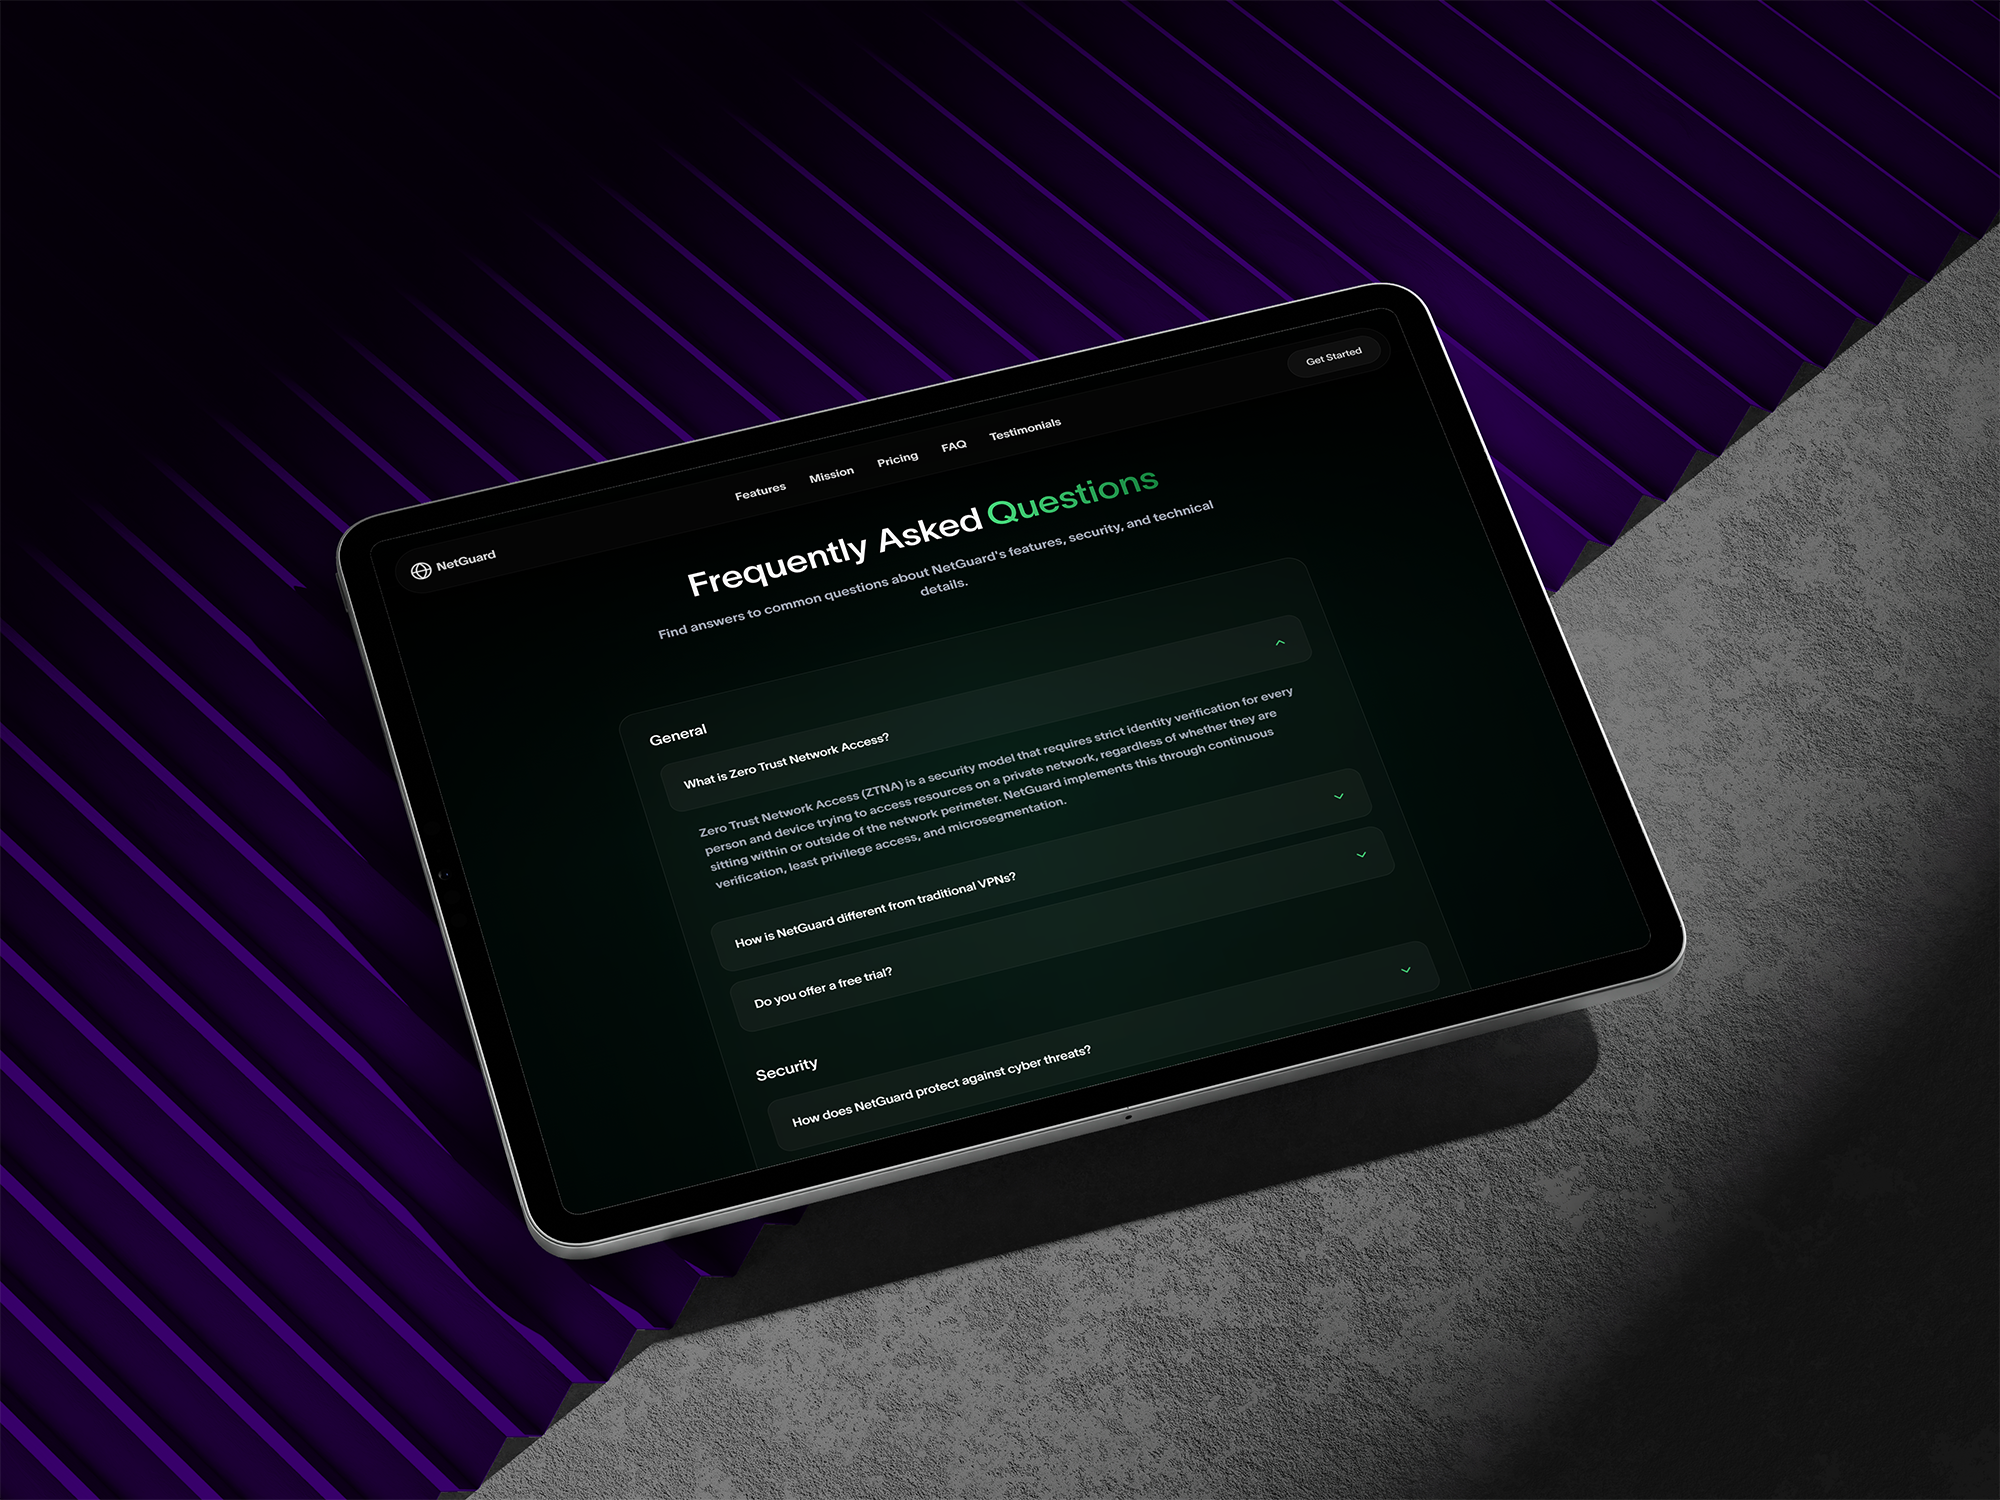 NetGuard
Features Mission Pricing FAQ Testimonials
Get Started
Frequently Asked Questions
Find answers to common questions about NetGuard's features, security, and technical
details.
General
What is Zero Trust Network Access?
Zero Trust Network Access (ZTNA) is a security model that requires strict identity verification for every
person and device trying to access resources on a private network, regardless of whether they are
sitting within or outside of the network perimeter. NetGuard implements this through continuous
verification, least privilege access, and microsegmentation.
How is NetGuard different from traditional VPNs?
Do you offer a free trial?
Security
How does NetGuard protect against cyber threats?